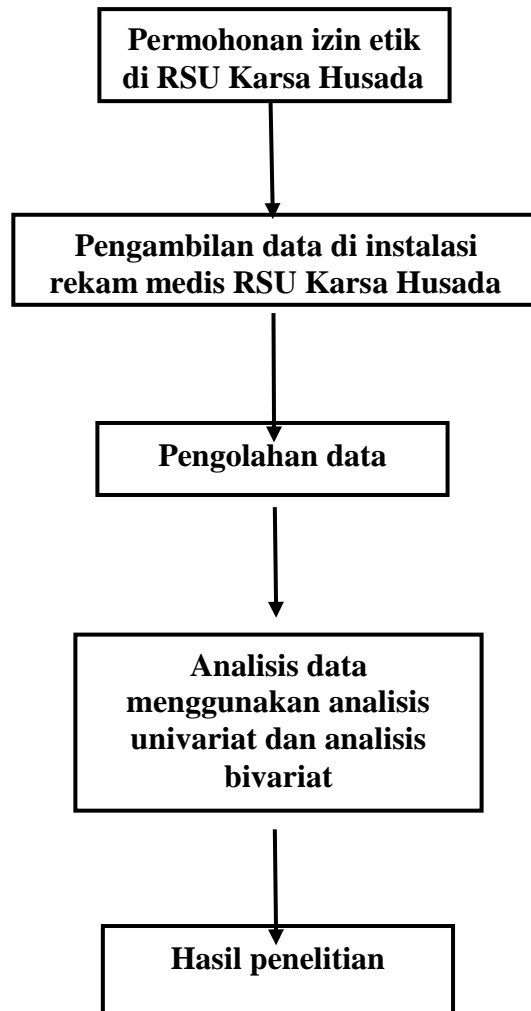 Permohonan izin etik
di RSU Karsa Husada
Pengambilan data di instalasi
rekam medis RSU Karsa Husada
Pengolahan data
Analisis data
menggunakan analisis
univariat dan analisis
bivariat
Hasil penelitian